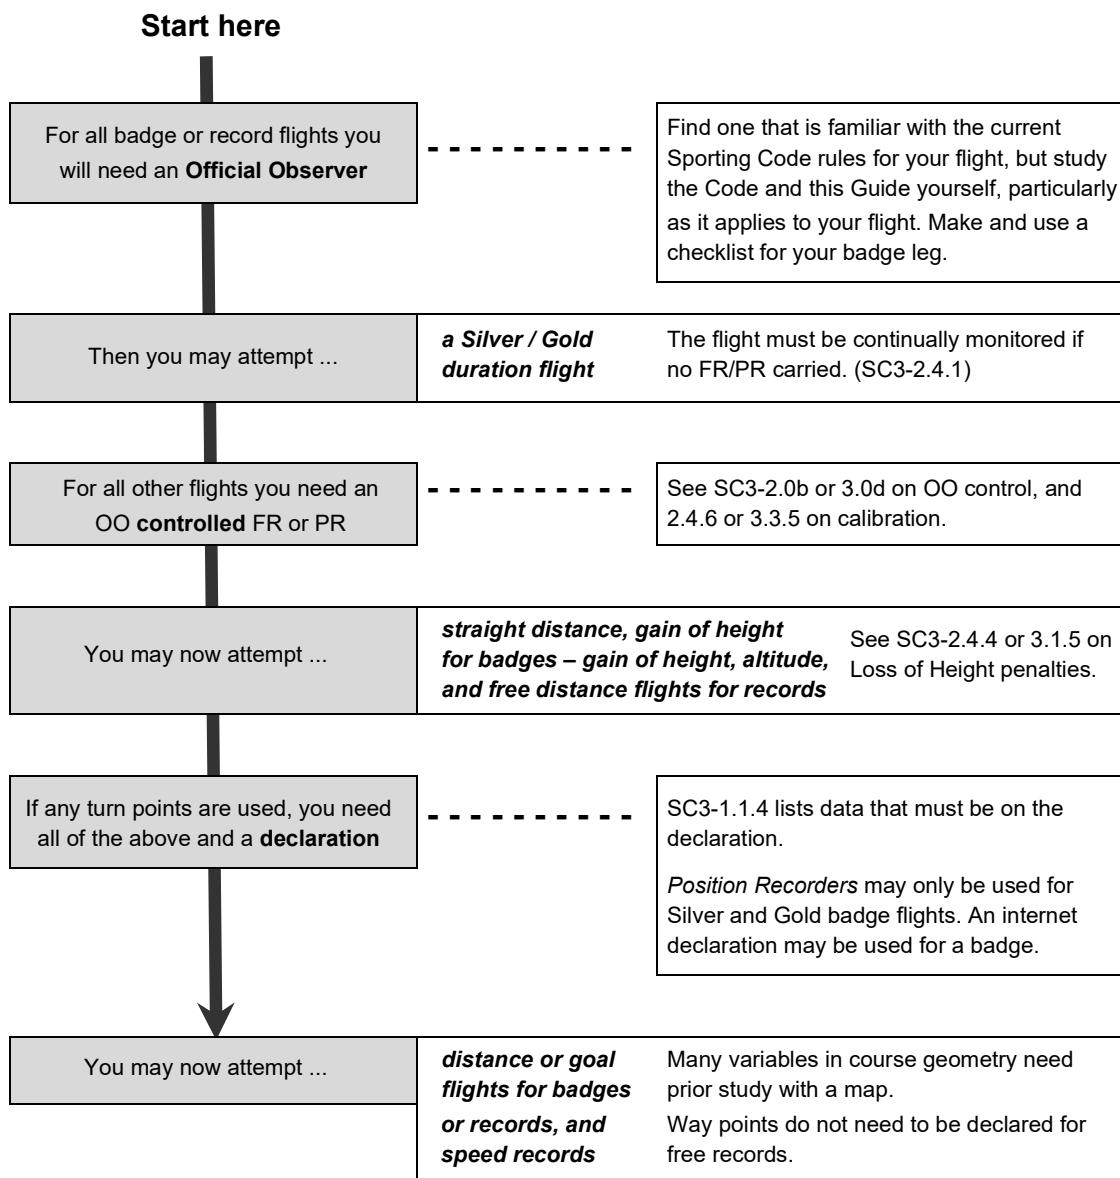 Start here
For all badge or record flights you
will need an Official Observer
Find one that is familiar with the current
Sporting Code rules for your flight, but study
the Code and this Guide yourself, particularly
as it applies to your flight. Make and use a
checklist for your badge leg.
Then you may attempt ...
a Silver / Gold
duration flight
The flight must be continually monitored if
no FR/PR carried. (SC3-2.4.1)
For all other flights you need an
OO controlled FR or PR
See SC3-2.0b or 3.0d on OO control, and
2.4.6 or 3.3.5 on calibration.
You may now attempt ...
straight distance, gain of height
for badges – gain of height, altitude,
and free distance flights for records
See SC3-2.4.4 or 3.1.5 on
Loss of Height penalties.
If any turn points are used, you need
all of the above and a declaration
SC3-1.1.4 lists data that must be on the
declaration.
Position Recorders may only be used for
Silver and Gold badge flights. An internet
declaration may be used for a badge.
You may now attempt ...
distance or goal
flights for badges
or records, and
speed records
Many variables in course geometry need
prior study with a map.
Way points do not need to be declared for
free records.